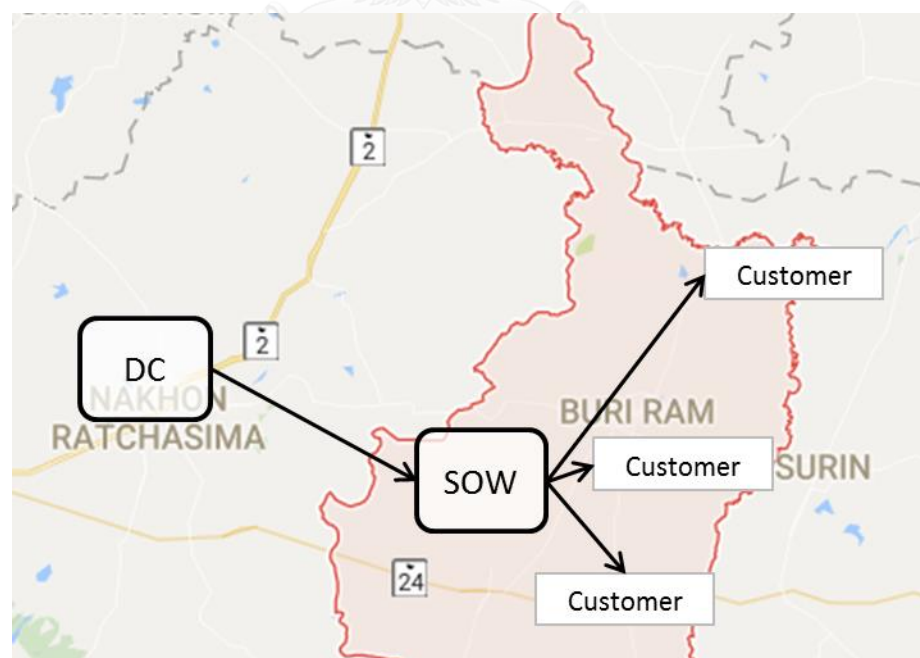 2
Customer
2
DC
NAKHON
RATCHASIMA
BURI RAM
Customer
SURIN
SOW
24
Customer